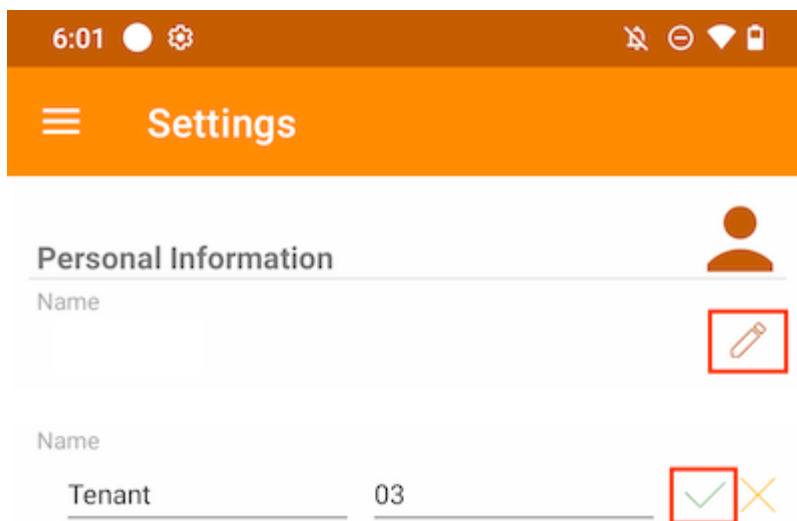 6:01
Settings
Personal Information
Name
Name
Tenant 03